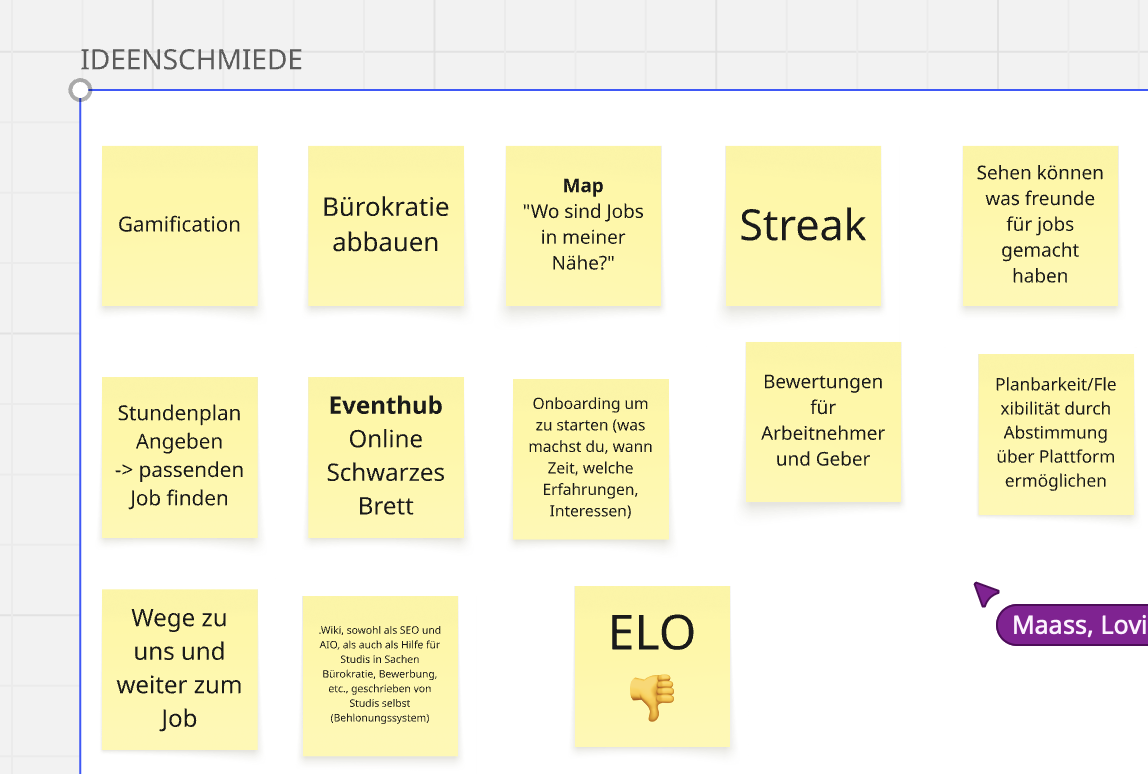 IDEENSCHMIEDE
Gamification
Bürokratie
abbauen
Map
"Wo sind Jobs
in meiner
Nähe?"
Streak
Sehen können
was freunde
für jobs
gemacht
haben
Stundenplan
Angeben
-> passenden
Job finden
Eventhub
Online
Schwarzes
Brett
Onboarding um
zu starten (was
machst du, wann
Zeit, welche
Erfahrungen,
Interessen)
Bewertungen
für
Arbeitnehmer
und Geber
Planbarkeit/Fle
xibilität durch
Abstimmung
über Plattform
ermöglichen
Wege zu
uns und
weiter zum
Job
.Wiki, sowohl als SEO und
AIO, als auch als Hilfe für
Studis in Sachen
Bürokratie, Bewerbung,
etc., geschrieben von
Studis selbst
(Behlonungssystem)
ELO
👎
Maass, Lovi